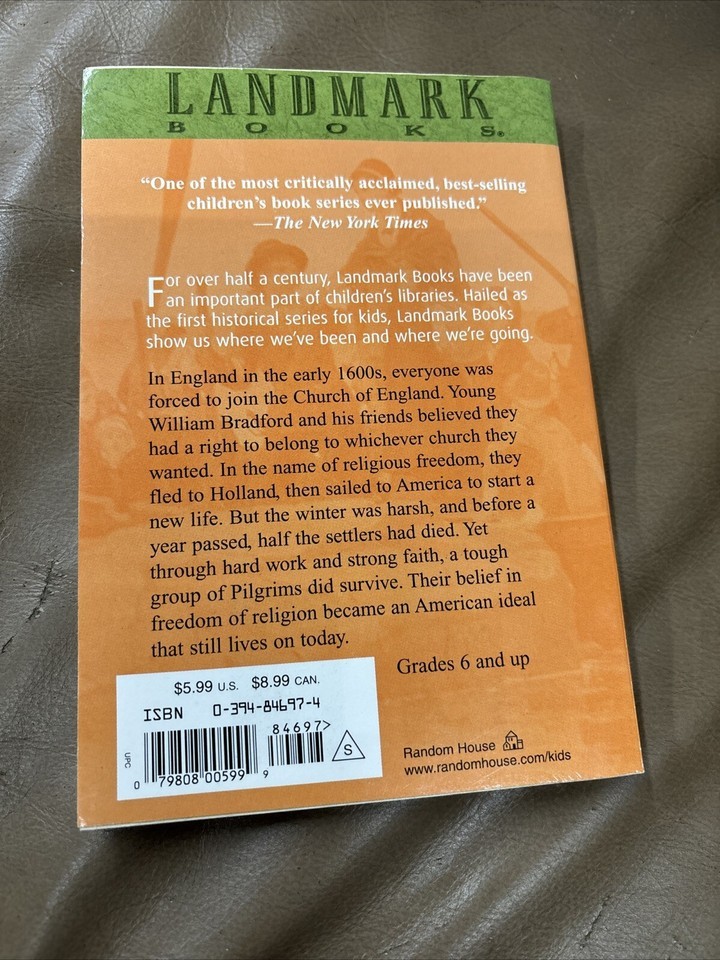 LANDMARK
BOOKS®
“One of the most critically acclaimed, best-selling
children’s book series ever published.”
—The New York Times
For over half a century, Landmark Books have been
an important part of children’s libraries. Hailed as
the first historical series for kids, Landmark Books
show us where we’ve been and where we’re going.
In England in the early 1600s, everyone was
forced to join the Church of England. Young
William Bradford and his friends believed they
had a right to belong to whichever church they
wanted. In the name of religious freedom, they
fled to Holland, then sailed to America to start a
new life. But the winter was harsh, and before a
year passed, half the settlers had died. Yet
through hard work and strong faith, a tough
group of Pilgrims did survive. Their belief in
freedom of religion became an American ideal
that still lives on today.
Grades 6 and up
$5.99 U.S. $8.99 CAN.
ISBN 0-394-84697-4
84697>
UPC
S
0 79808 00599 9
Random House
www.randomhouse.com/kids